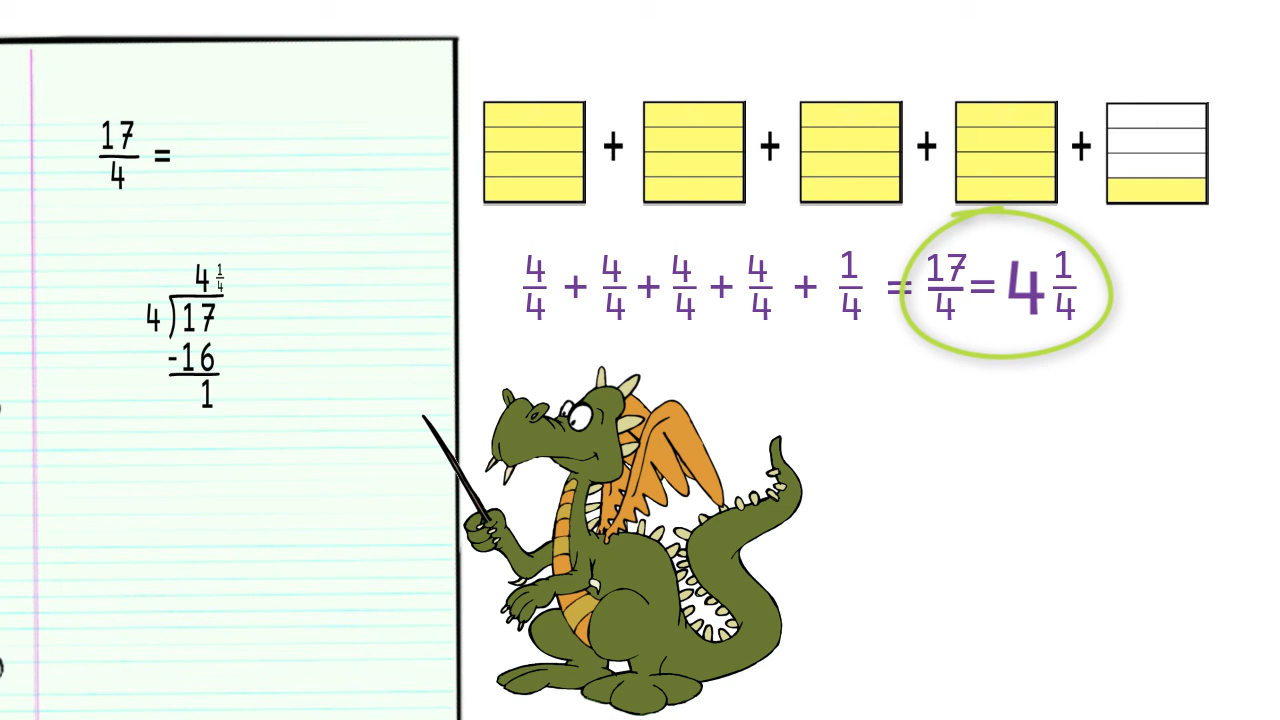 17/4 =
4 1/4
4)17
-16
1
+ + + +
4/4 + 4/4 + 4/4 + 4/4 + 1/4 = 17/4 = 4 1/4